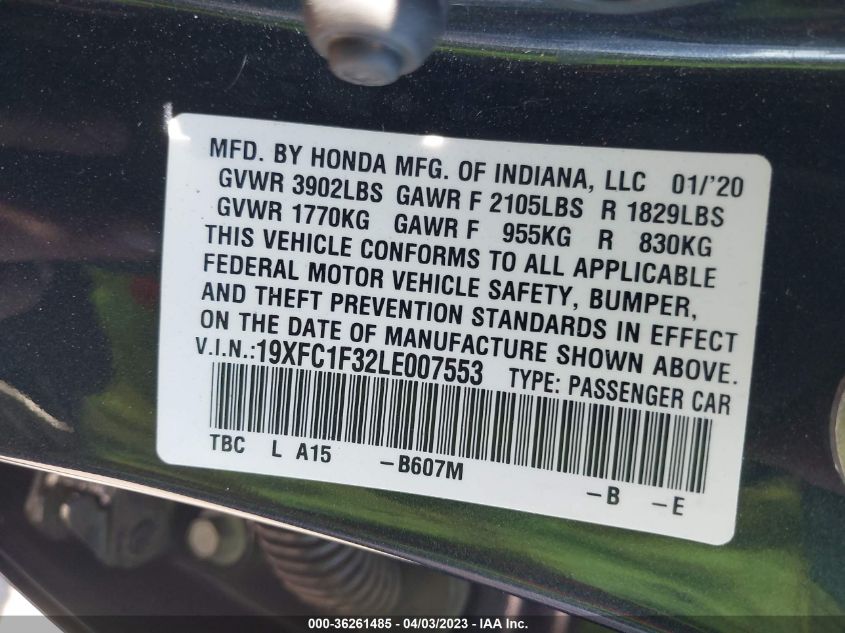 MFD. BY HONDA MFG. OF INDIANA, LLC 01/'20
GVWR 3902LBS GAWR F 2105LBS R 1829LBS
GVWR 1770KG GAWR F 955KG R 830KG
THIS VEHICLE CONFORMS TO ALL APPLICABLE
FEDERAL MOTOR VEHICLE SAFETY, BUMPER,
AND THEFT PREVENTION STANDARDS IN EFFECT
ON THE DATE OF MANUFACTURE SHOWN ABOVE.
V.I.N.:19XFC1F32LE007553 TYPE: PASSENGER CAR
TBC L A15 -B607M -B -E
000-36261485 - 04/03/2023 - IAA Inc.